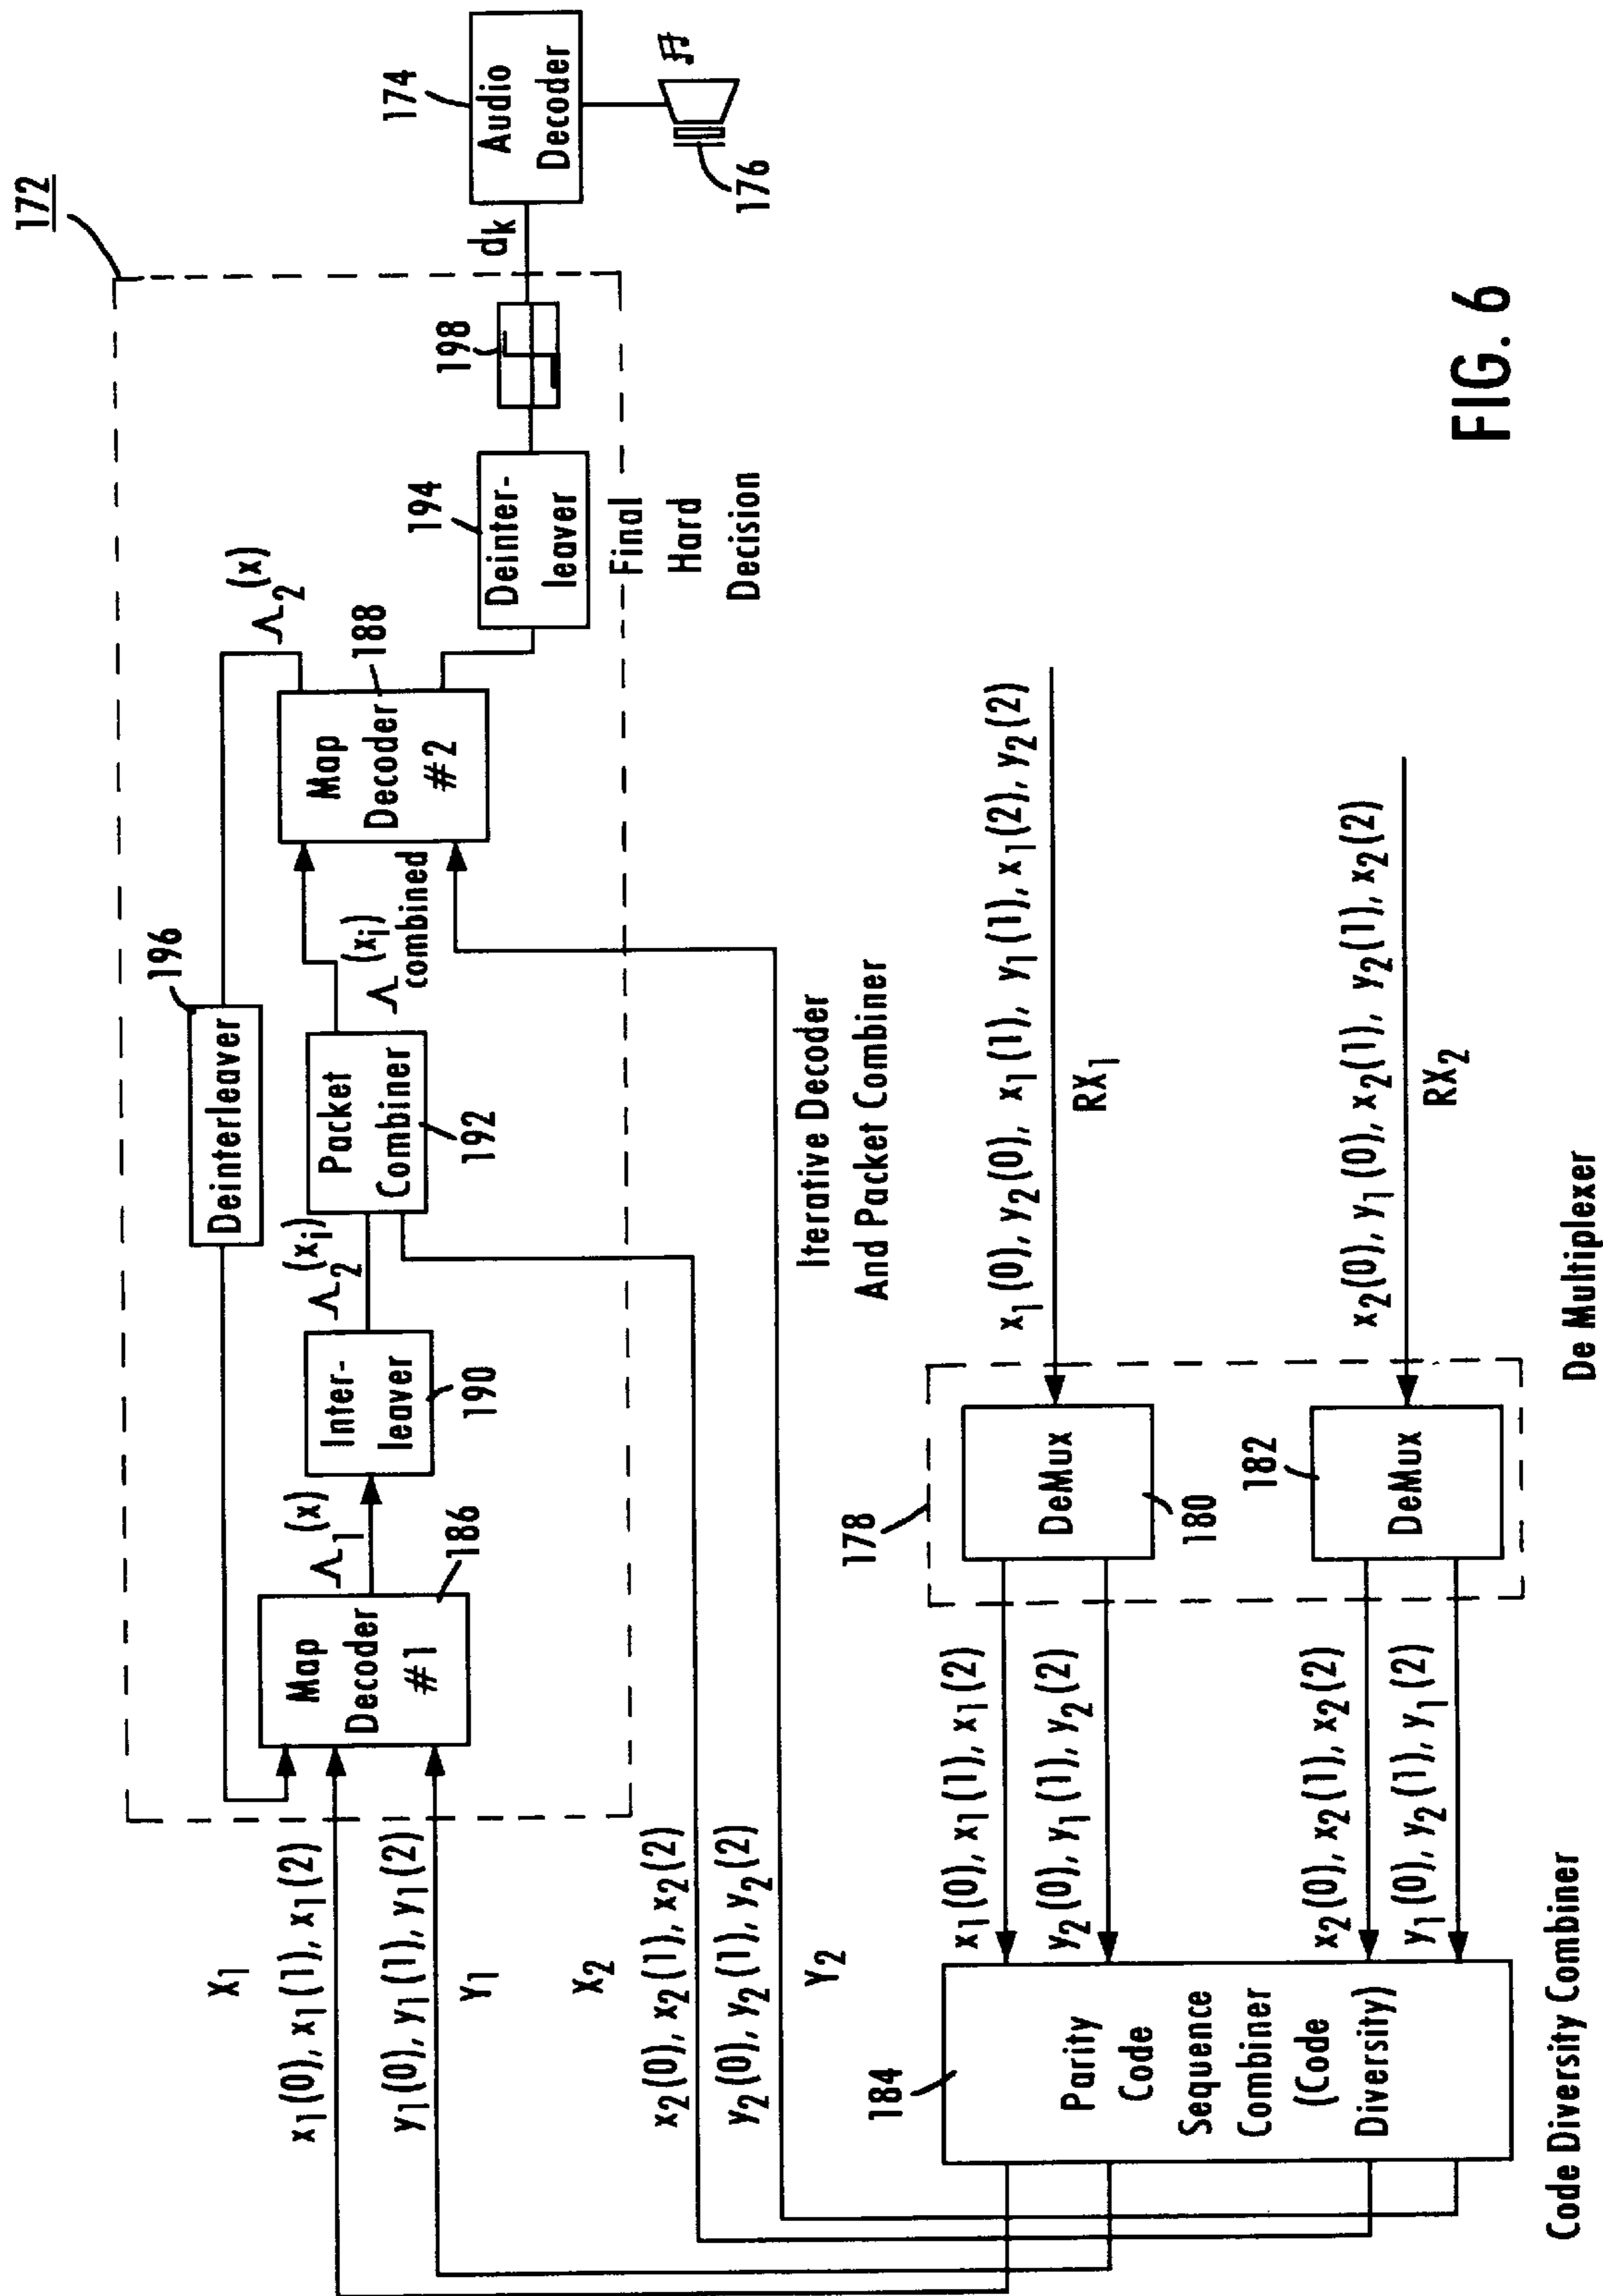 172
196
Deinterleaver
Λ₂(x)
Map
Decoder
#1
186
Λ₁(x)
Inter-
leaver
190
Λ₂(xᵢ)
Packet
Combiner
192
Λ(xᵢ)
combined
Map
Decoder
#2
188
194
Deinter-
leaver
198
dₖ
174
Audio
Decoder
176
Final
Hard
Decision
X₁
x₁(0), x₁(1), x₁(2)
y₁(0), y₁(1), y₁(2)
Y₁
X₂
x₂(0), x₂(1), x₂(2)
y₂(0), y₂(1), y₂(2)
Y₂
Iterative Decoder
And Packet Combiner
184
Parity
Code
Sequence
Combiner
(Code
Diversity)
x₁(0), x₁(1), x₁(2)
y₂(0), y₁(1), y₂(2)
x₂(0), x₂(1), x₂(2)
y₁(0), y₂(1), y₁(2)
178
DeMux
180
182
DeMux
x₁(0), y₂(0), x₁(1), y₁(1), x₁(2), y₂(2)
RX₁
x₂(0), y₁(0), x₂(1), y₂(1), x₂(2)
RX₂
Code Diversity Combiner
De Multiplexer
FIG. 6